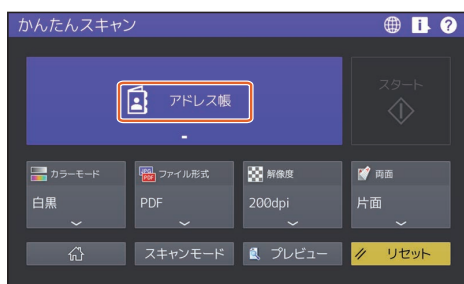 かんたんスキャン
i
?
アドレス帳
-
スタート
カラーモード
JPG
PDF
ファイル形式
解像度
両面
白黒
PDF
200dpi
片面
スキャンモード
プレビュー
リセット